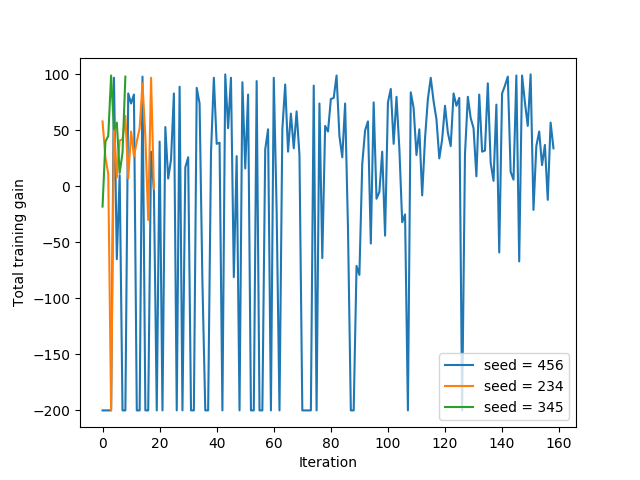 100
50
0
−50
−100
−150
−200
Total training gain
0 20 40 60 80 100 120 140 160
Iteration
seed = 456
seed = 234
seed = 345